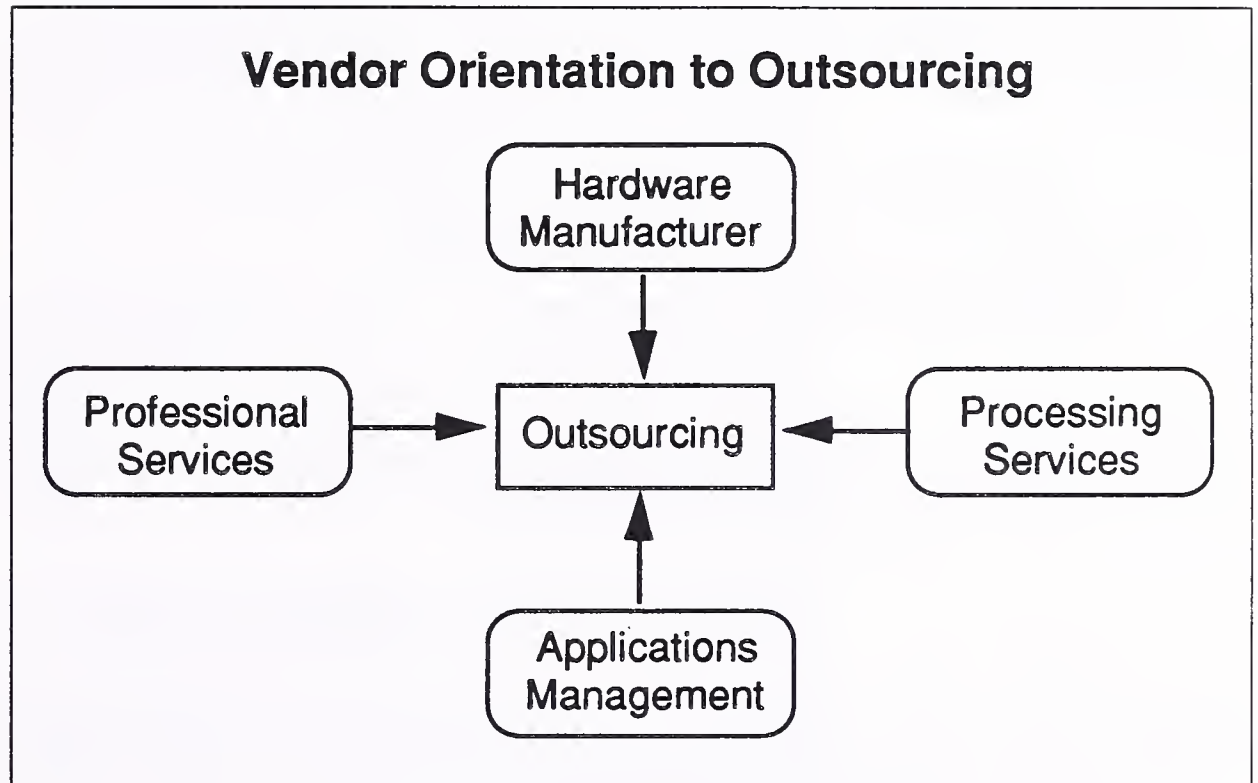 Vendor Orientation to Outsourcing
Hardware
Manufacturer
Professional
Services
Outsourcing
Processing
Services
Applications
Management